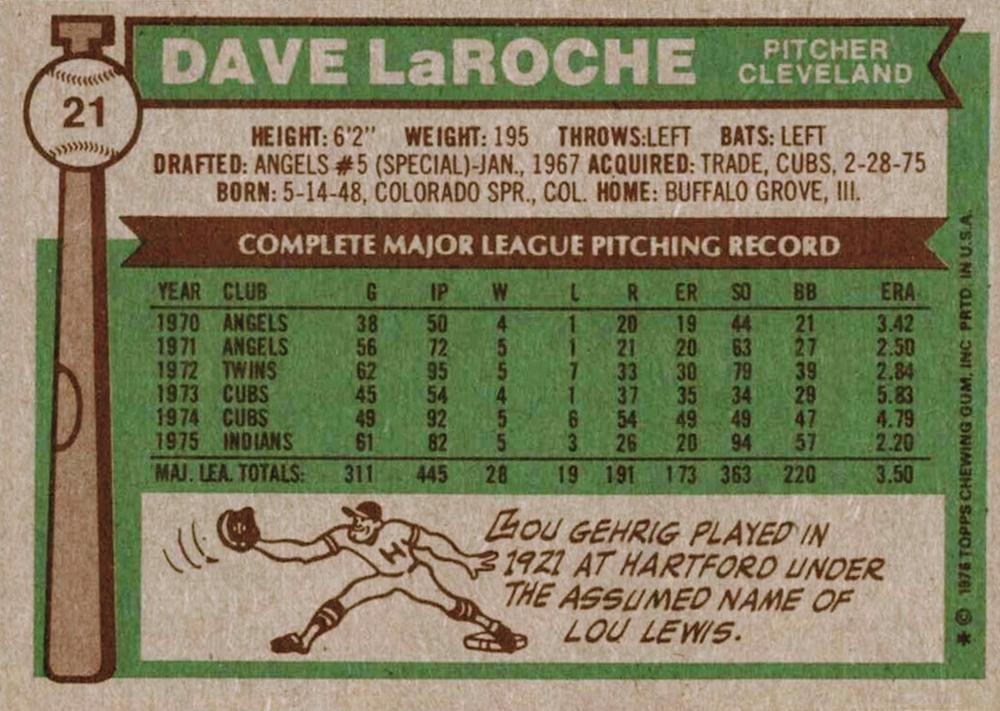 21
DAVE LaROCHE
PITCHER
CLEVELAND
HEIGHT: 6'2" WEIGHT: 195 THROWS:LEFT BATS: LEFT
DRAFTED: ANGELS #5 (SPECIAL)-JAN., 1967 ACQUIRED: TRADE, CUBS, 2-28-75
BORN: 5-14-48, COLORADO SPR., COL. HOME: BUFFALO GROVE, Ill.
COMPLETE MAJOR LEAGUE PITCHING RECORD
YEAR CLUB G IP W L R ER SO BB ERA
1970 ANGELS 38 50 4 1 20 19 44 21 3.42
1971 ANGELS 56 72 5 1 21 20 63 27 2.50
1972 TWINS 62 95 5 7 33 30 79 39 2.84
1973 CUBS 45 54 4 1 37 35 34 29 5.83
1974 CUBS 49 92 5 6 54 49 49 47 4.79
1975 INDIANS 61 82 5 3 26 20 94 57 2.20
MAJ. LEA. TOTALS: 311 445 28 19 191 173 363 220 3.50
H
LOU GEHRIG PLAYED IN
1921 AT HARTFORD UNDER
THE ASSUMED NAME OF
LOU LEWIS.
* © 1976 TOPPS CHEWING GUM, INC PRTD. IN U.S.A.